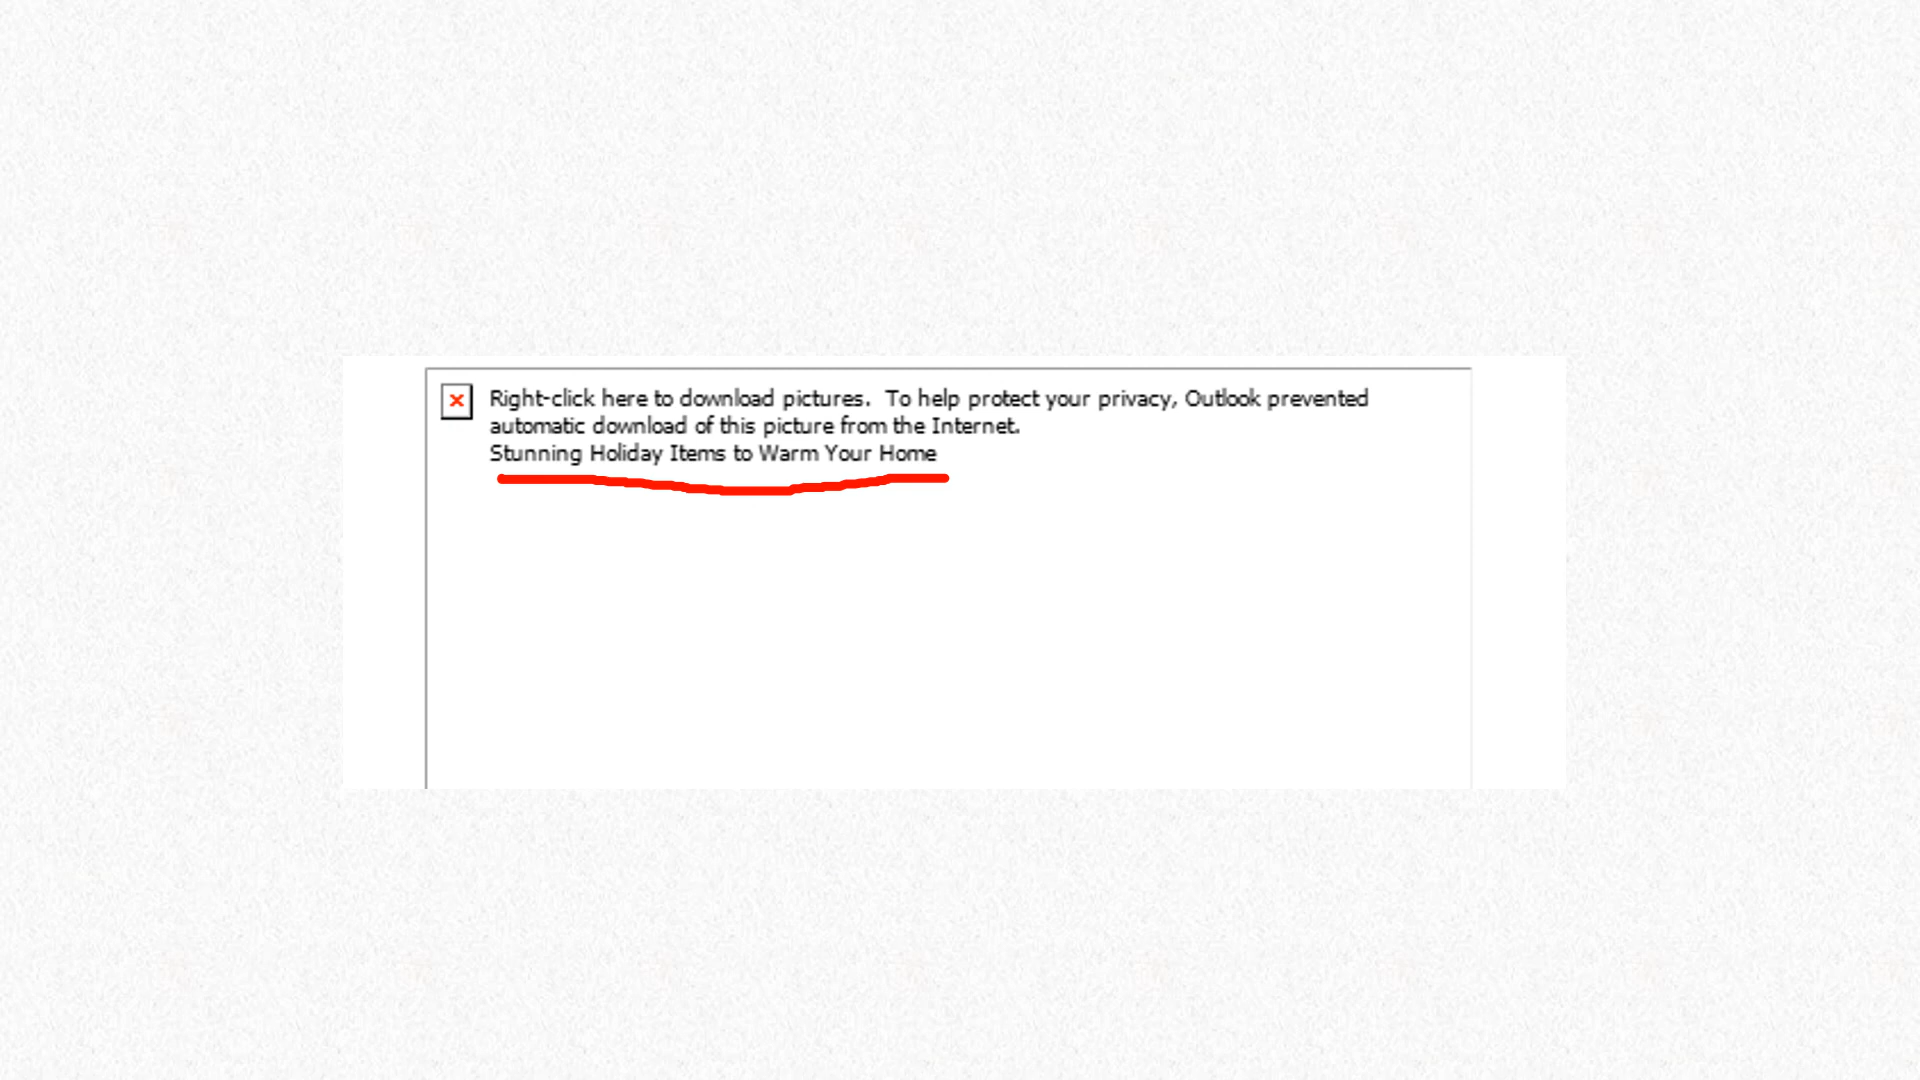 Right-click here to download pictures.  To help protect your privacy, Outlook prevented
automatic download of this picture from the Internet.
Stunning Holiday Items to Warm Your Home